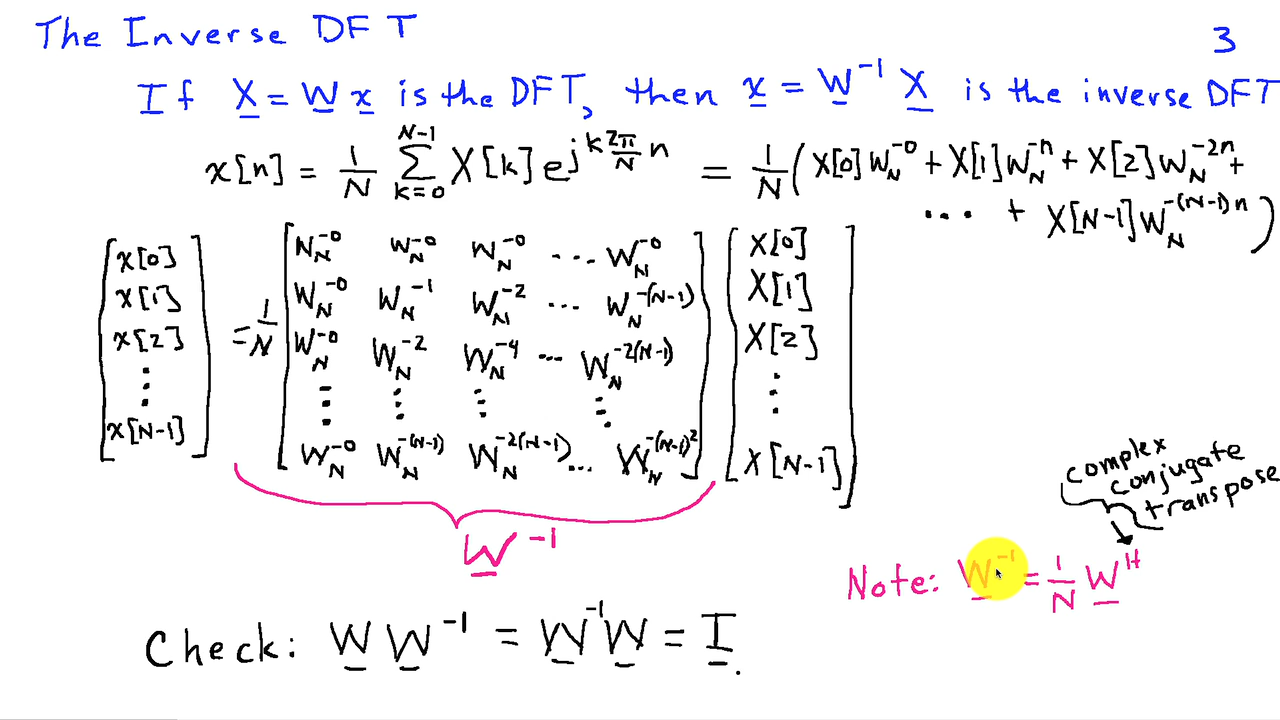 The Inverse DFT
3
If X = W x is the DFT, then x = W^-1 X is the inverse DFT
x[n] = 1/N Σ_{k=0}^{N-1} X[k] e^{j k 2π/N n} = 1/N ( X[0] W_N^-0 + X[1] W_N^-n + X[2] W_N^-2n +
... + X[N-1] W_N^-(N-1)n )
[x[0] x[1] x[2] ⋮ x[N-1]] = 1/N
W_N^-0 W_N^-0 W_N^-0 ... W_N^-0
W_N^-0 W_N^-1 W_N^-2 ... W_N^-(N-1)
W_N^-0 W_N^-2 W_N^-4 ... W_N^-2(N-1)
⋮ ⋮ ⋮ ⋮
W_N^-0 W_N^-(N-1) W_N^-2(N-1) ... W_N^-(N-1)^2
[X[0] X[1] X[2] ⋮ X[N-1]]
W^-1
complex
conjugate
transpose
Note: W^-1 = 1/N W^H
Check: W W^-1 = W^-1 W = I.